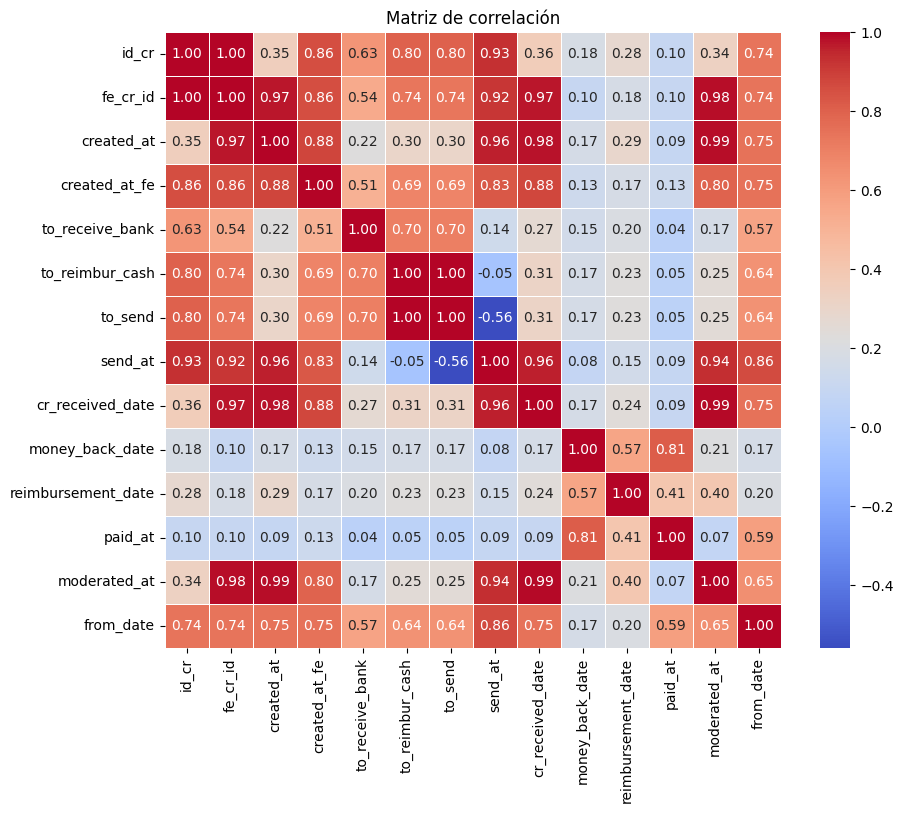 Matriz de correlación
id_cr 1.00 1.00 0.35 0.86 0.63 0.80 0.80 0.93 0.36 0.18 0.28 0.10 0.34 0.74
fe_cr_id 1.00 1.00 0.97 0.86 0.54 0.74 0.74 0.92 0.97 0.10 0.18 0.10 0.98 0.74
created_at 0.35 0.97 1.00 0.88 0.22 0.30 0.30 0.96 0.98 0.17 0.29 0.09 0.99 0.75
created_at_fe 0.86 0.86 0.88 1.00 0.51 0.69 0.69 0.83 0.88 0.13 0.17 0.13 0.80 0.75
to_receive_bank 0.63 0.54 0.22 0.51 1.00 0.70 0.70 0.14 0.27 0.15 0.20 0.04 0.17 0.57
to_reimbur_cash 0.80 0.74 0.30 0.69 0.70 1.00 1.00 -0.05 0.31 0.17 0.23 0.05 0.25 0.64
to_send 0.80 0.74 0.30 0.69 0.70 1.00 1.00 -0.56 0.31 0.17 0.23 0.05 0.25 0.64
send_at 0.93 0.92 0.96 0.83 0.14 -0.05 -0.56 1.00 0.96 0.08 0.15 0.09 0.94 0.86
cr_received_date 0.36 0.97 0.98 0.88 0.27 0.31 0.31 0.96 1.00 0.17 0.24 0.09 0.99 0.75
money_back_date 0.18 0.10 0.17 0.13 0.15 0.17 0.17 0.08 0.17 1.00 0.57 0.81 0.21 0.17
reimbursement_date 0.28 0.18 0.29 0.17 0.20 0.23 0.23 0.15 0.24 0.57 1.00 0.41 0.40 0.20
paid_at 0.10 0.10 0.09 0.13 0.04 0.05 0.05 0.09 0.09 0.81 0.41 1.00 0.07 0.59
moderated_at 0.34 0.98 0.99 0.80 0.17 0.25 0.25 0.94 0.99 0.21 0.40 0.07 1.00 0.65
from_date 0.74 0.74 0.75 0.75 0.57 0.64 0.64 0.86 0.75 0.17 0.20 0.59 0.65 1.00
id_cr
fe_cr_id
created_at
created_at_fe
to_receive_bank
to_reimbur_cash
to_send
send_at
cr_received_date
money_back_date
reimbursement_date
paid_at
moderated_at
from_date
1.0
0.8
0.6
0.4
0.2
0.0
−0.2
−0.4